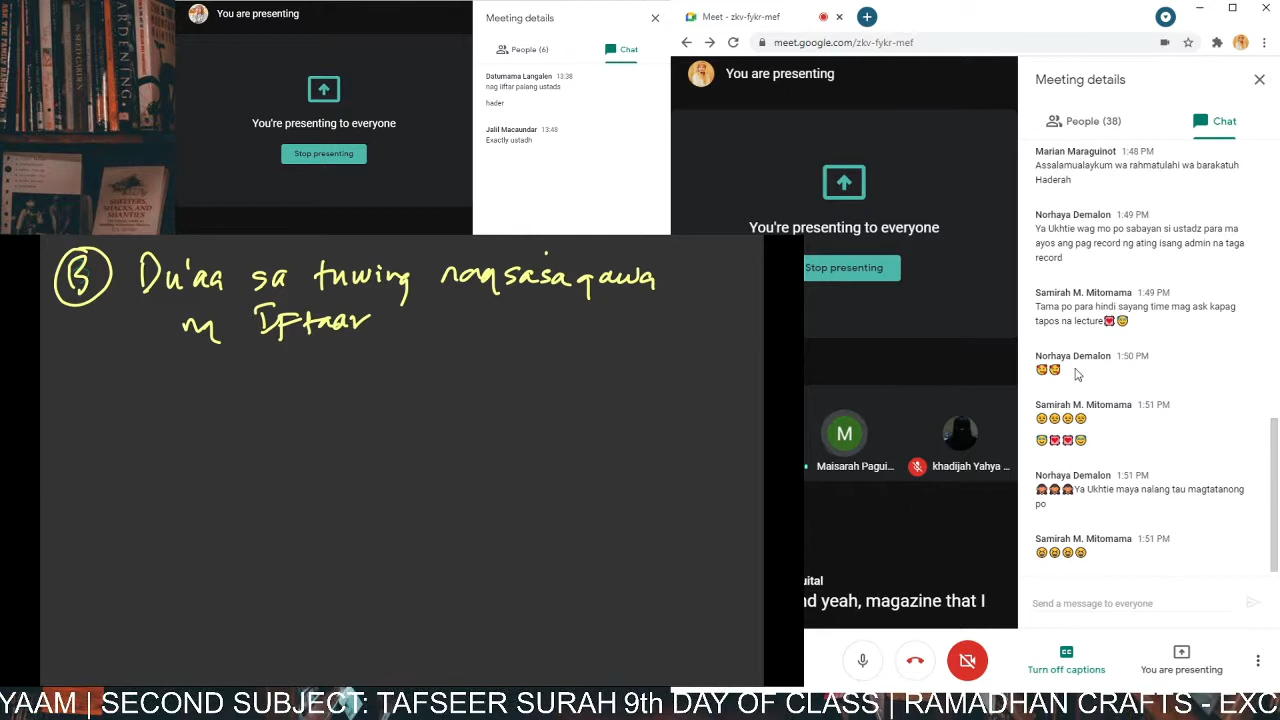 You are presenting
You're presenting to everyone
Stop presenting
Meeting details
People (6)
Chat
Datumama Langalen 13:38
nag iiftar palang ustads
hader
Jalil Macaundar 13:48
Exactly ustadh
GARDENING
SHELTERS,
SHACKS, AND
SHANTIES
B Du'aa sa tuwing nagsasagawa
ng Iftaar
Meet - zkv-fykr-mef
meet.google.com/zkv-fykr-mef
You are presenting
You're presenting to everyone
Stop presenting
M
Maisarah Pagui...
khadijah Yahya ...
uital
nd yeah, magazine that I
Meeting details
People (38)
Chat
Marian Maraguinot 1:48 PM
Assalamualaykum wa rahmatulahi wa barakatuh
Haderah
Norhaya Demalon 1:49 PM
Ya Ukhtie wag mo po sabayan si ustadz para ma
ayos ang pag record ng ating isang admin na taga
record
Samirah M. Mitomama 1:49 PM
Tama po para hindi sayang time mag ask kapag
tapos na lecture💓😇
Norhaya Demalon 1:50 PM
🥰🥰
Samirah M. Mitomama 1:51 PM
Norhaya Demalon 1:51 PM
Ya Ukhtie maya nalang tau magtatanong
po
Samirah M. Mitomama 1:51 PM
Send a message to everyone
Turn off captions
You are presenting
YAAM | SECOND SUBJECT: TAFSEER SURAH 9th DAY OF CLASS | RAMADHAN CRAFTS - EXC